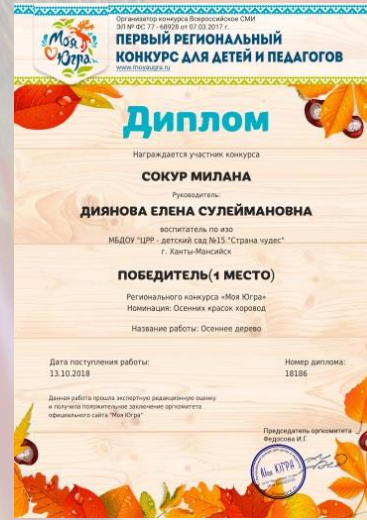 Моя
Югра
Организатор конкурса Всероссийское СМИ
ЭЛ № ФС 77 - 68928 от 07.03.2017 г.
ПЕРВЫЙ РЕГИОНАЛЬНЫЙ
КОНКУРС ДЛЯ ДЕТЕЙ И ПЕДАГОГОВ
www.moyaugra.ru
Диплом
Награждается участник конкурса
СОКУР МИЛАНА
Руководитель:
ДИЯНОВА ЕЛЕНА СУЛЕЙМАНОВНА
воспитатель по изо
МБДОУ "ЦРР - детский сад №15 "Страна чудес"
г. Ханты-Мансийск
ПОБЕДИТЕЛЬ(1 МЕСТО)
Регионального конкурса «Моя Югра»
Номинация: Осенних красок хоровод
Название работы: Осеннее дерево
Дата поступления работы:
13.10.2018
Номер диплома:
18186
Данная работа прошла экспертную редакционную оценку
и получила положительное заключение оргкомитета
официального сайта "Моя Югра"
Председатель оргкомитета
Федосова И.Г.
Моя ЮГРА